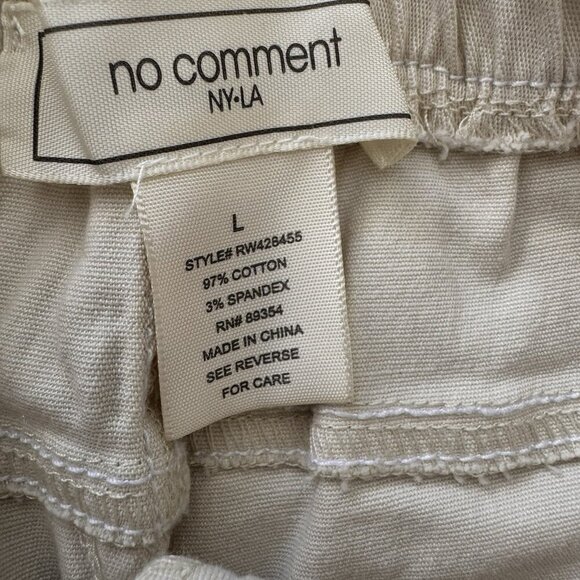 no comment
NY•LA
L
STYLE# RW428455
97% COTTON
3% SPANDEX
RN# 89354
MADE IN CHINA
SEE REVERSE
FOR CARE